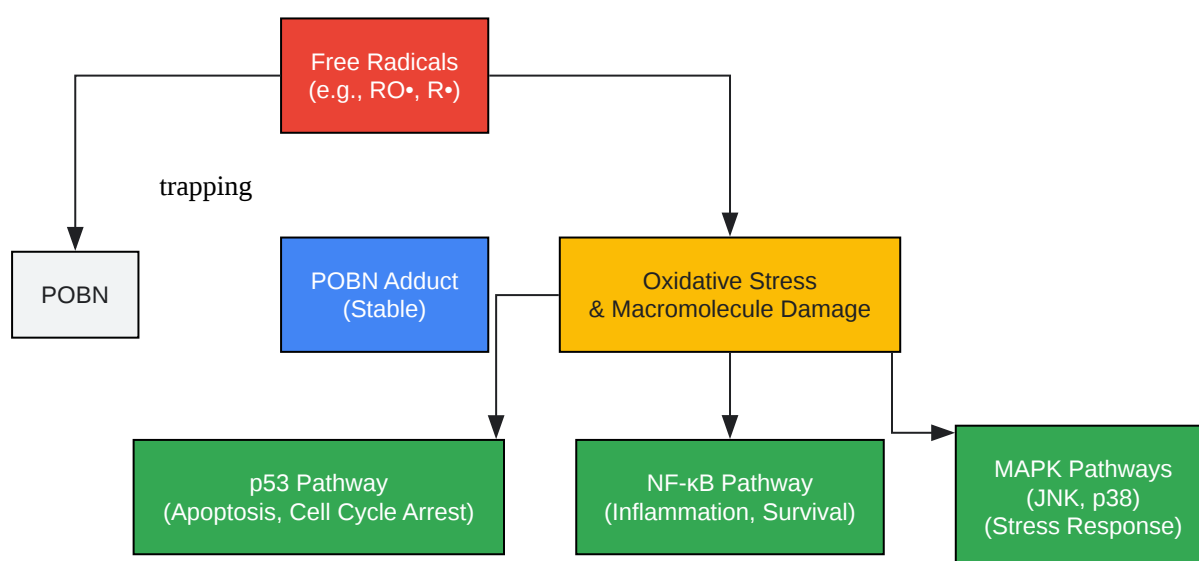 Free Radicals
(e.g., RO•, R•)
trapping
POBN
POBN Adduct
(Stable)
Oxidative Stress
& Macromolecule Damage
p53 Pathway
(Apoptosis, Cell Cycle Arrest)
NF-κB Pathway
(Inflammation, Survival)
MAPK Pathways
(JNK, p38)
(Stress Response)